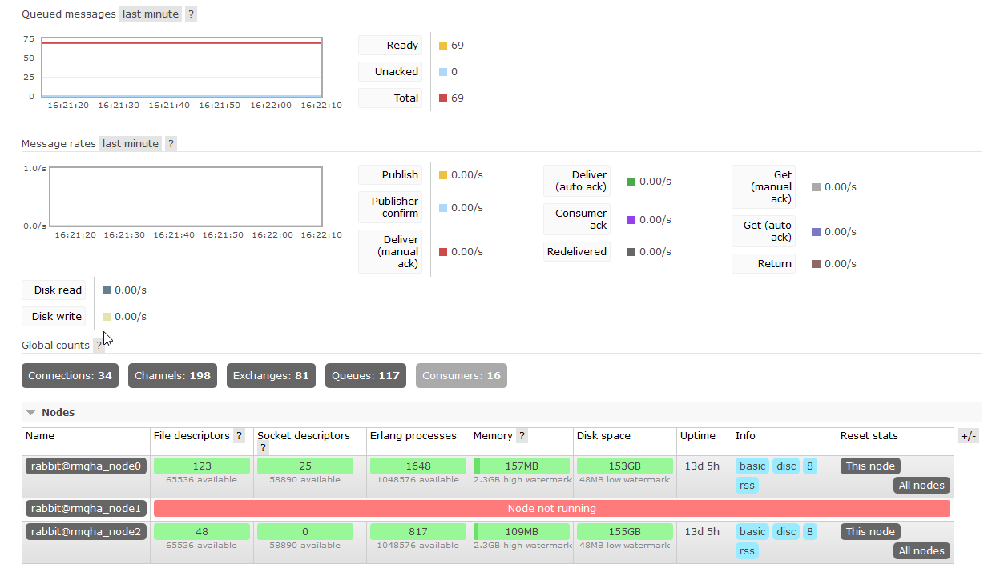 Queued messages last minute ?
75
50
25
0
16:21:20 16:21:30 16:21:40 16:21:50 16:22:00 16:22:10
Ready 69
Unacked 0
Total 69
Message rates last minute ?
1.0/s
0.0/s
16:21:20 16:21:30 16:21:40 16:21:50 16:22:00 16:22:10
Publish 0.00/s
Publisher
confirm 0.00/s
Deliver
(manual
ack) 0.00/s
Deliver
(auto ack) 0.00/s
Consumer
ack 0.00/s
Redelivered 0.00/s
Get
(manual
ack) 0.00/s
Get (auto
ack) 0.00/s
Return 0.00/s
Disk read 0.00/s
Disk write 0.00/s
Global counts ?
Connections: 34 Channels: 198 Exchanges: 81 Queues: 117 Consumers: 16
Nodes
Name File descriptors ? Socket descriptors ? Erlang processes Memory ? Disk space Uptime Info Reset stats +/-
rabbit@rmqha_node0 123 25 1648 157MB 153GB 13d 5h basic disc 8 This node
65536 available 58890 available 1048576 available 2.3GB high watermark 48MB low watermark rss All nodes
rabbit@rmqha_node1 Node not running
rabbit@rmqha_node2 48 0 817 109MB 155GB 13d 5h basic disc 8 This node
65536 available 58890 available 1048576 available 2.3GB high watermark 48MB low watermark rss All nodes